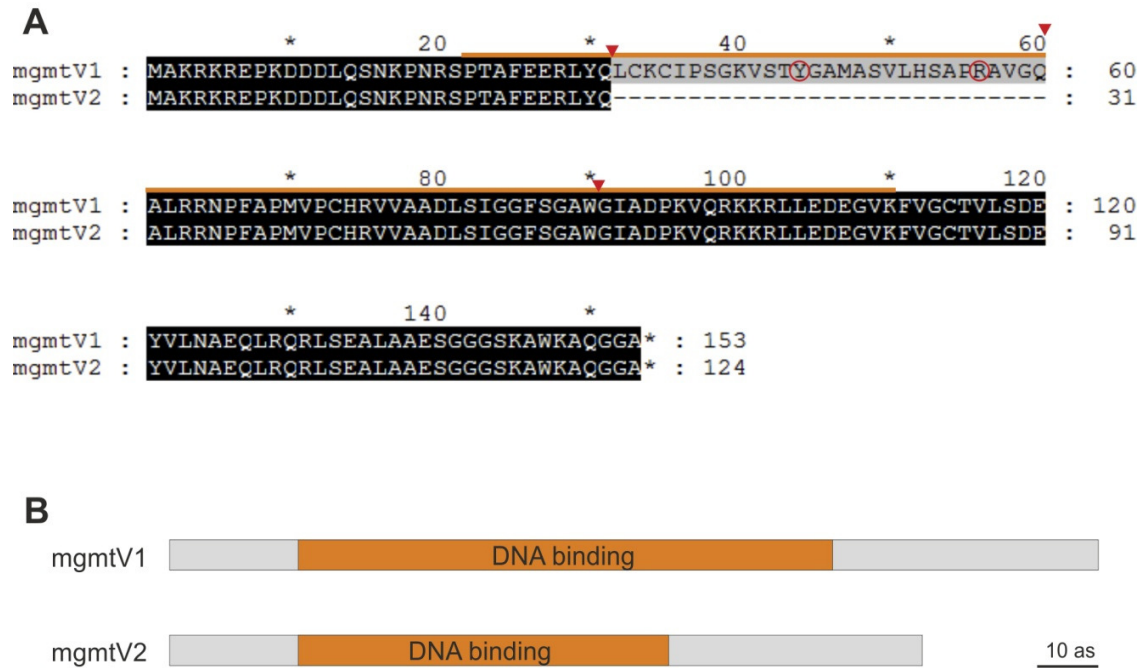 A
* 20 * 40 * 60
mgmtV1 : MAKRKREPKDDDLQSNKPNRSPTAFEERLYQLCKCIPSGKVSTYGAMASVLHSAPRAVGQ : 60
mgmtV2 : MAKRKREPKDDDLQSNKPNRSPTAFEERLYQ----------------------------- : 31
* 80 * 100 * 120
mgmtV1 : ALRRNPFAPMVPCHRVVAADLSIGGFSGAWGIADPKVQRKKRLLEDEGVKFVGCTVLSDE : 120
mgmtV2 : ALRRNPFAPMVPCHRVVAADLSIGGFSGAWGIADPKVQRKKRLLEDEGVKFVGCTVLSDE : 91
* 140 *
mgmtV1 : YVLNAEQLRQRLSEALAAESGGGSKAWKAQGGA* : 153
mgmtV2 : YVLNAEQLRQRLSEALAAESGGGSKAWKAQGGA* : 124
B
mgmtV1 DNA binding
mgmtV2 DNA binding 10 as